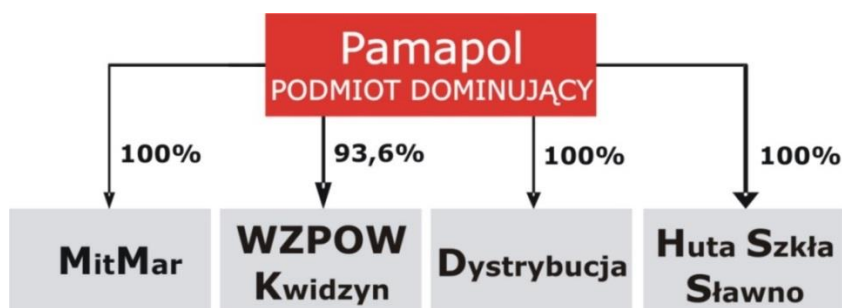 Pamapol
PODMIOT DOMINUJĄCY
100%
93,6%
100%
100%
MitMar
WZPOW
Kwidzyn
Dystrybucja
Huta Szkła
Sławno